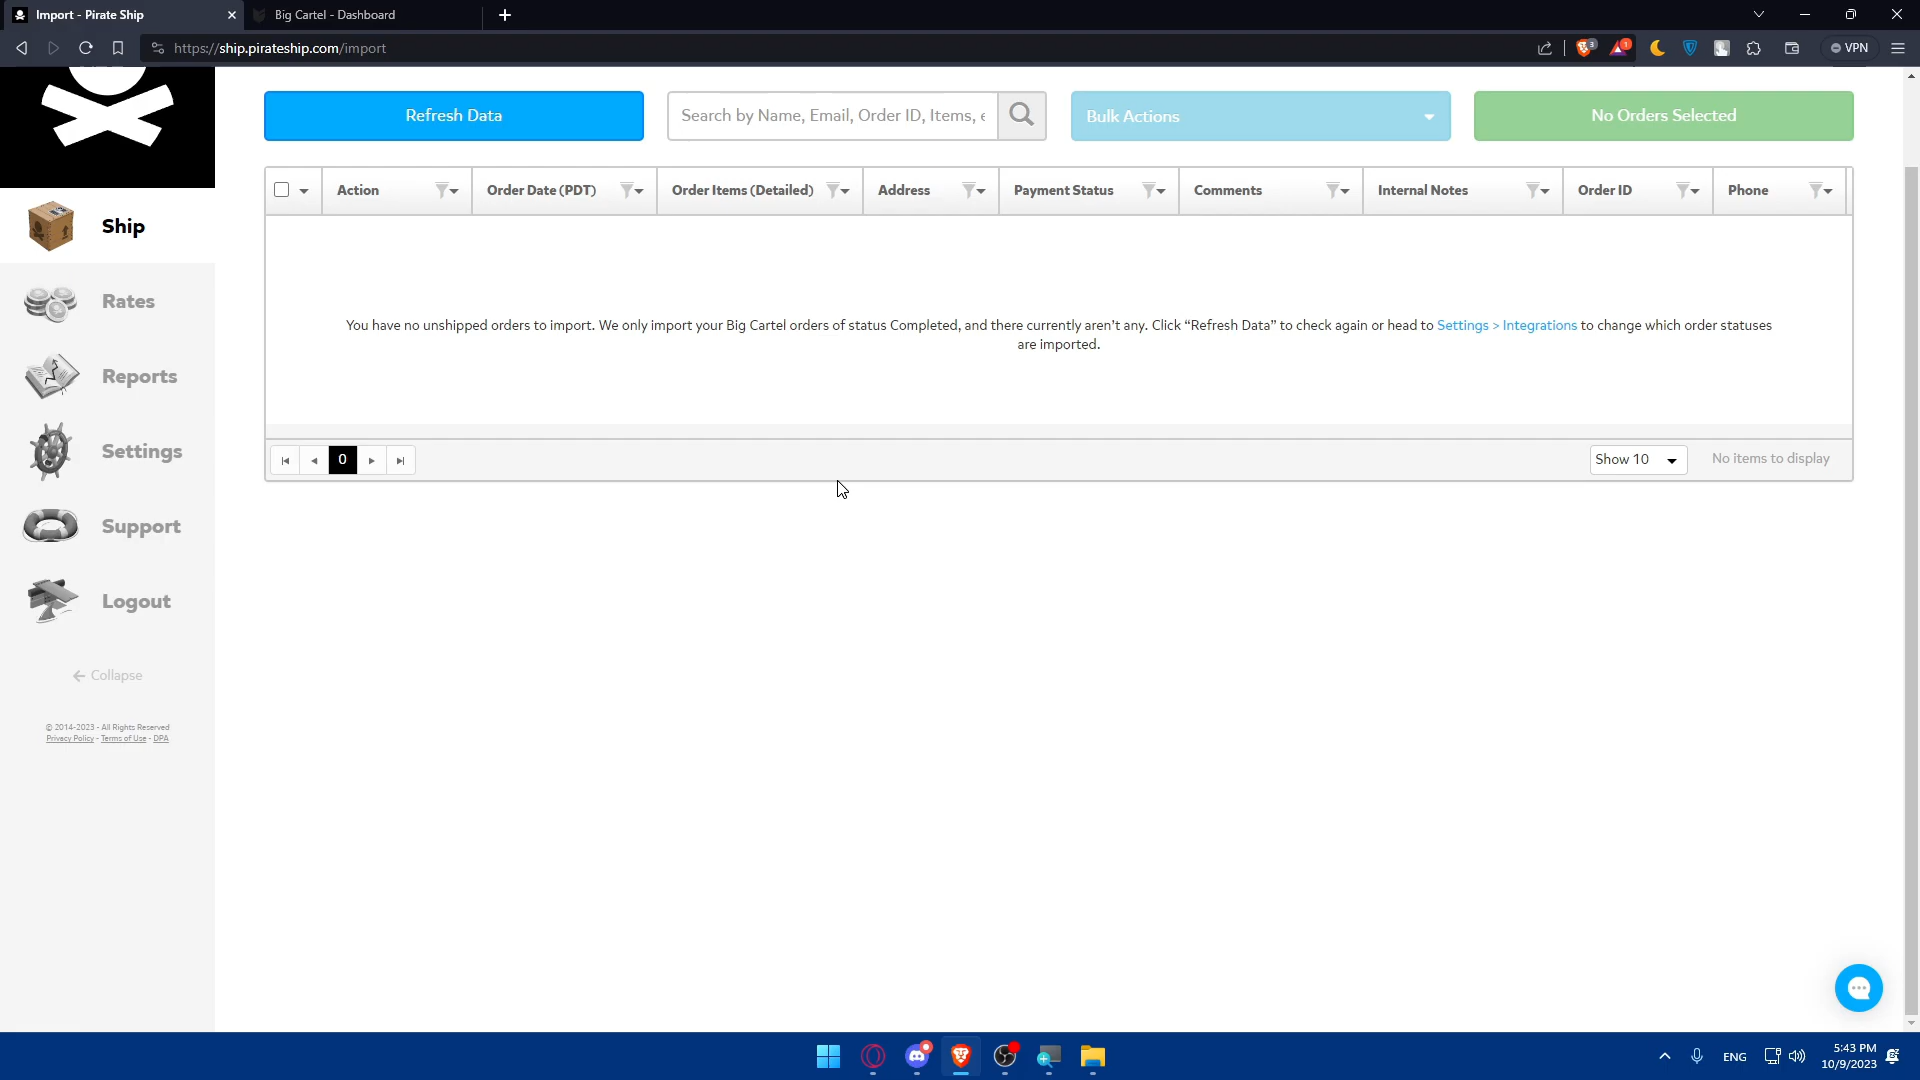 Import - Pirate Ship
Big Cartel - Dashboard
https://ship.pirateship.com/import
3
1
VPN
Refresh Data
Search by Name, Email, Order ID, Items, e
Bulk Actions
No Orders Selected
Action
Order Date (PDT)
Order Items (Detailed)
Address
Payment Status
Comments
Internal Notes
Order ID
Phone
You have no unshipped orders to import. We only import your Big Cartel orders of status Completed, and there currently aren't any. Click “Refresh Data” to check again or head to Settings > Integrations to change which order statuses
are imported.
0
Show 10
No items to display
Ship
Rates
Reports
Settings
Support
Logout
Collapse
© 2014-2023 - All Rights Reserved
Privacy Policy - Terms of Use - DPA
ENG
5:43 PM
10/9/2023